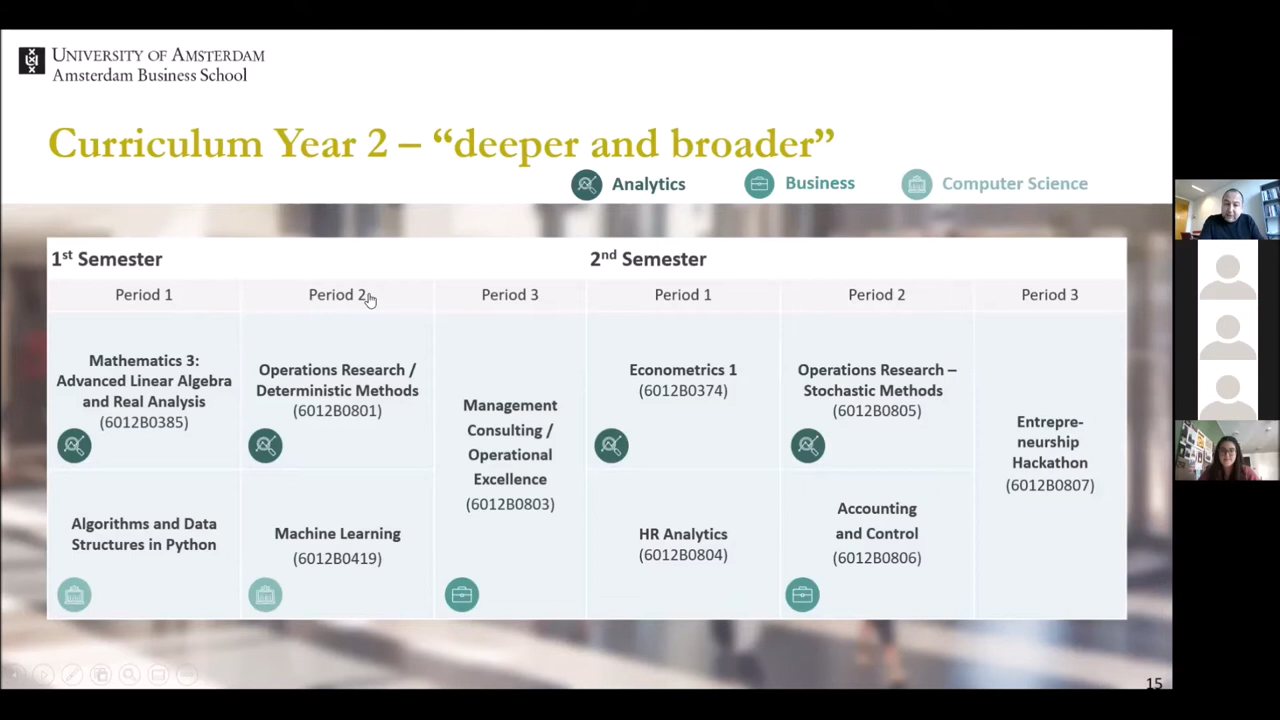 UNIVERSITY OF AMSTERDAM
Amsterdam Business School
Curriculum Year 2 – “deeper and broader”
Analytics
Business
Computer Science
1st Semester
2nd Semester
Period 1
Period 2
Period 3
Period 1
Period 2
Period 3
Mathematics 3:
Advanced Linear Algebra
and Real Analysis
(6012B0385)
Operations Research /
Deterministic Methods
(6012B0801)
Management
Consulting /
Operational
Excellence
(6012B0803)
Econometrics 1
(6012B0374)
Operations Research –
Stochastic Methods
(6012B0805)
Entrepre-
neurship
Hackathon
(6012B0807)
Algorithms and Data
Structures in Python
Machine Learning
(6012B0419)
HR Analytics
(6012B0804)
Accounting
and Control
(6012B0806)
15